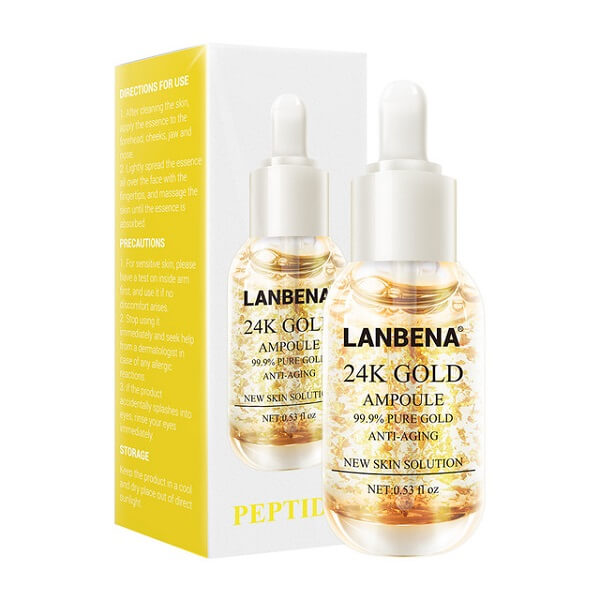 DIRECTIONS FOR USE
1. After cleaning the skin,
apply the essence to the
forehead, cheeks, jaw and
nose.
2. Lightly spread the essence
all over the face with the
fingertips, and massage the
skin until the essence is
absorbed
PRECAUTIONS
1. For sensitive skin, please
have a test on inside arm
first, and use it if no
discomfort arises.
2. Stop using it
immediately and seek help
from a dermatologist in
case of any allergic
reactions.
3. if the product
accidentally splashes into
eyes, rinse your eyes
immediately.
STORAGE
Keep the product in a cool
and dry place out of direct
sunlight.
LANBENA
24K GOLD
AMPOULE
99.9% PURE GOLD
ANTI-AGING
NEW SKIN SOLUTION
NET:0.53 fl oz
PEPTID
LANBENA®
24K GOLD
AMPOULE
99.9% PURE GOLD
ANTI-AGING
NEW SKIN SOLUTION
NET:0.53 fl oz